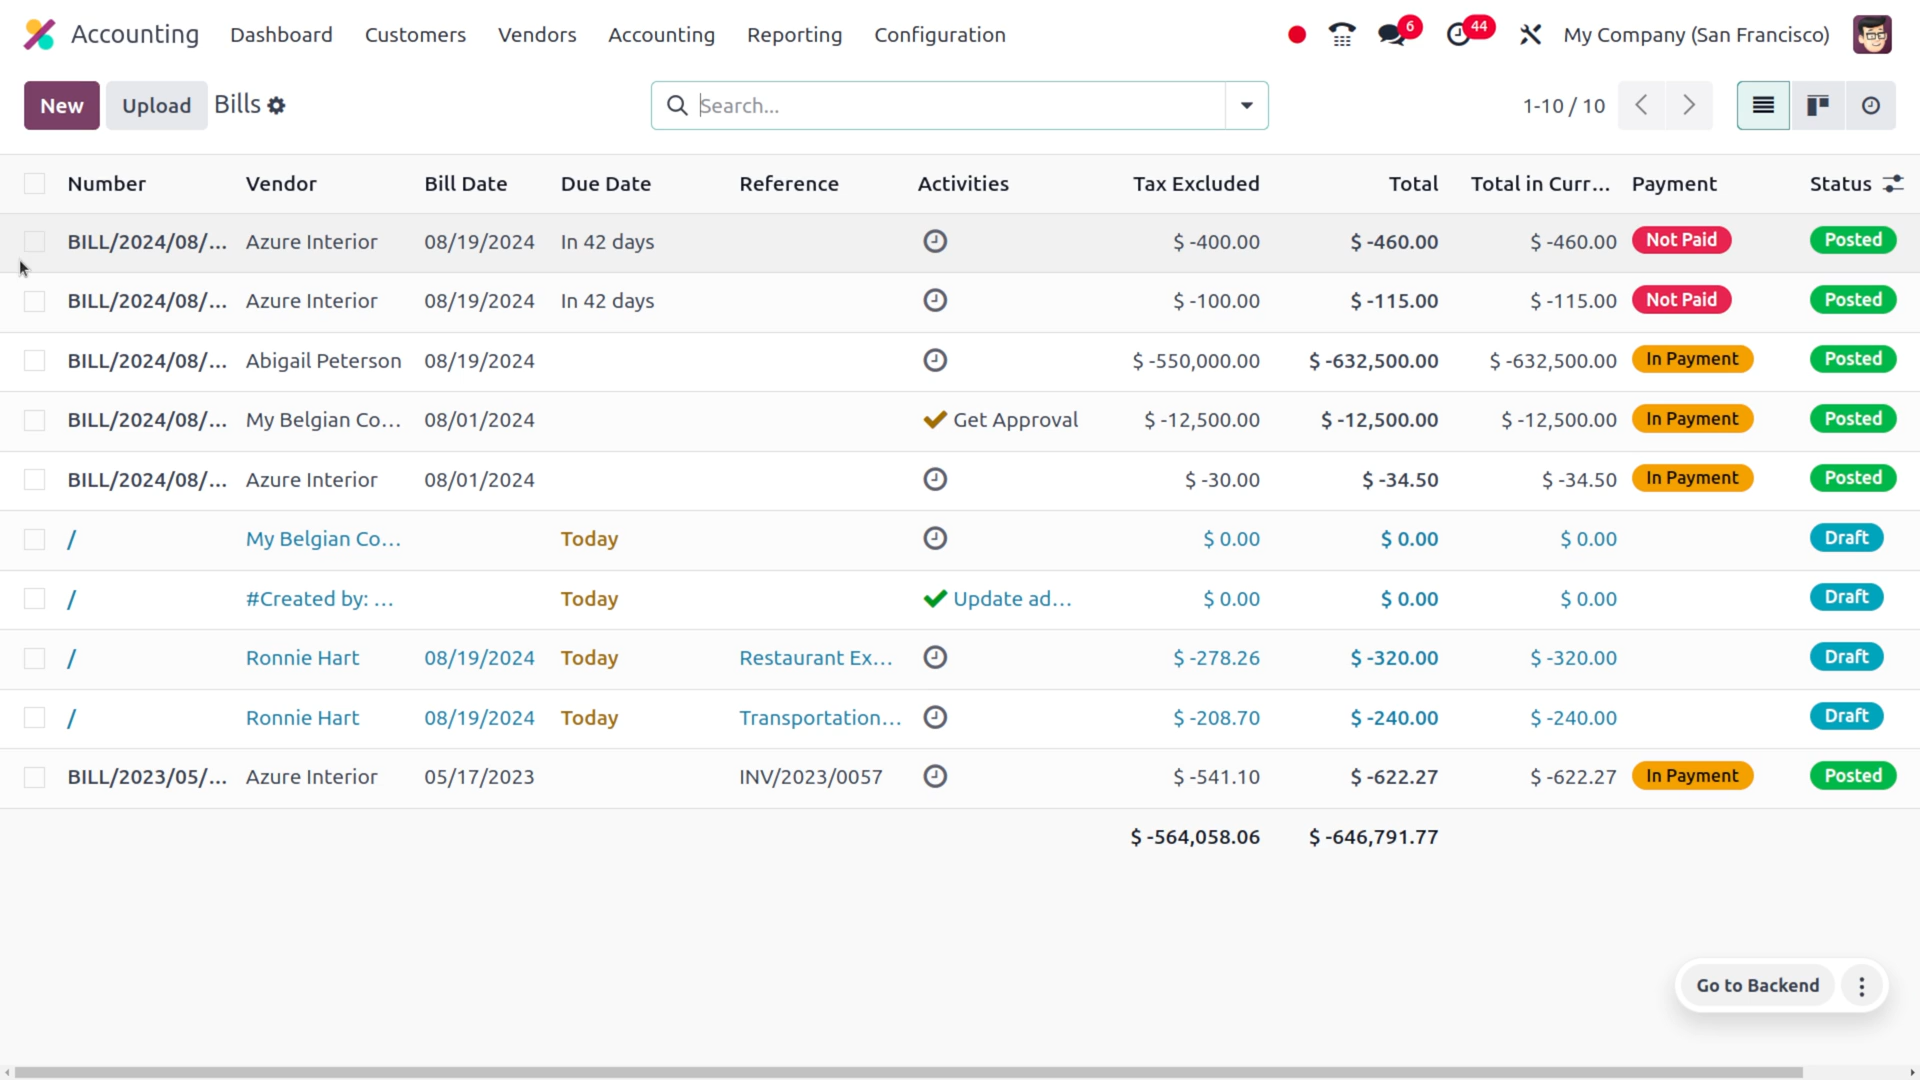 Accounting Dashboard Customers Vendors Accounting Reporting Configuration 6 44 My Company (San Francisco)
New Upload Bills Search... 1-10 / 10
Number Vendor Bill Date Due Date Reference Activities Tax Excluded Total Total in Curr... Payment Status
BILL/2024/08/... Azure Interior 08/19/2024 In 42 days $ -400.00 $ -460.00 $ -460.00 Not Paid Posted
BILL/2024/08/... Azure Interior 08/19/2024 In 42 days $ -100.00 $ -115.00 $ -115.00 Not Paid Posted
BILL/2024/08/... Abigail Peterson 08/19/2024 $ -550,000.00 $ -632,500.00 $ -632,500.00 In Payment Posted
BILL/2024/08/... My Belgian Co... 08/01/2024 Get Approval $ -12,500.00 $ -12,500.00 $ -12,500.00 In Payment Posted
BILL/2024/08/... Azure Interior 08/01/2024 $ -30.00 $ -34.50 $ -34.50 In Payment Posted
/ My Belgian Co... Today $ 0.00 $ 0.00 $ 0.00 Draft
/ #Created by: ... Today Update ad... $ 0.00 $ 0.00 $ 0.00 Draft
/ Ronnie Hart 08/19/2024 Today Restaurant Ex... $ -278.26 $ -320.00 $ -320.00 Draft
/ Ronnie Hart 08/19/2024 Today Transportation... $ -208.70 $ -240.00 $ -240.00 Draft
BILL/2023/05/... Azure Interior 05/17/2023 INV/2023/0057 $ -541.10 $ -622.27 $ -622.27 In Payment Posted
$ -564,058.06 $ -646,791.77
Go to Backend